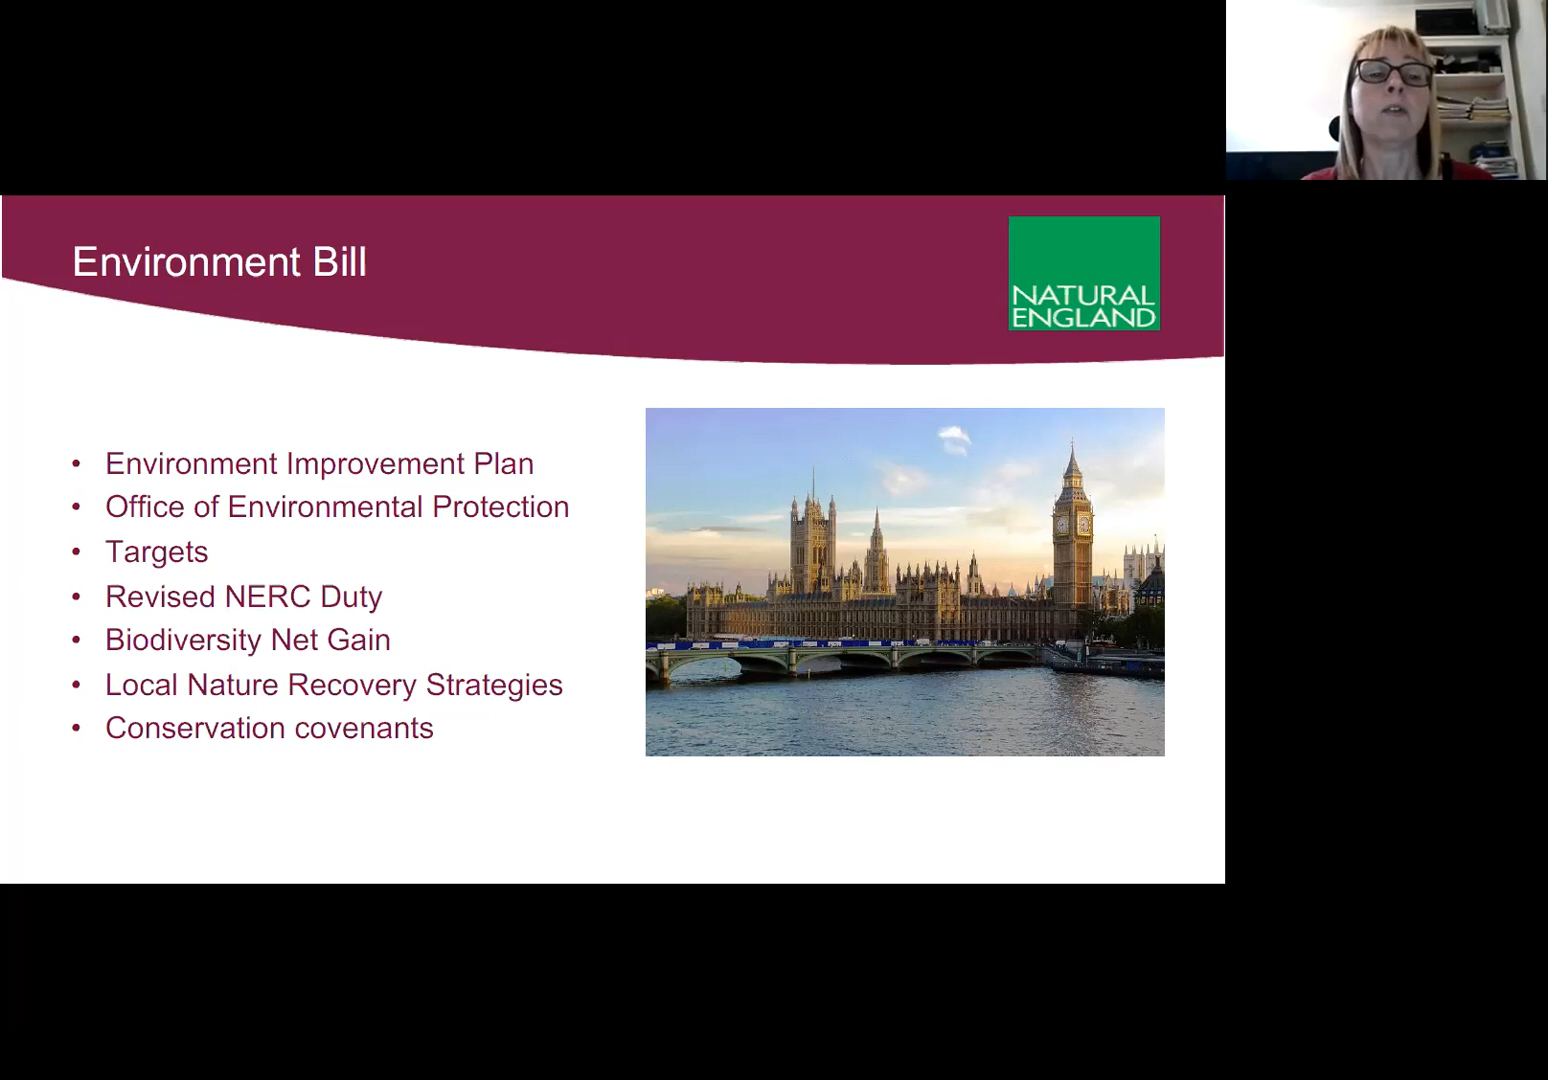 Environment Bill
NATURAL
ENGLAND
• Environment Improvement Plan
• Office of Environmental Protection
• Targets
• Revised NERC Duty
• Biodiversity Net Gain
• Local Nature Recovery Strategies
• Conservation covenants